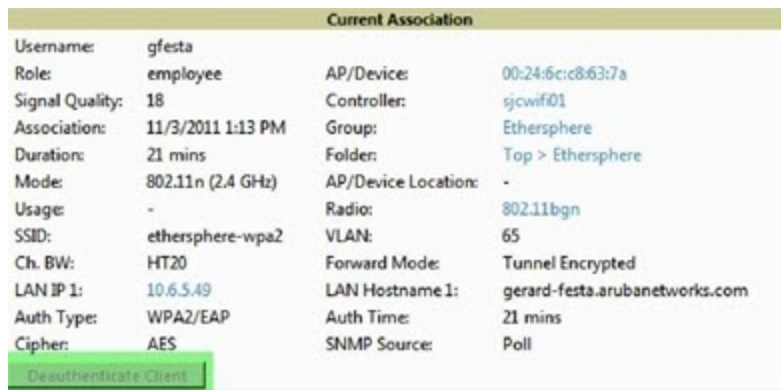 Current Association
Username: gfesta
Role: employee AP/Device: 00:24:6c:c8:63:7a
Signal Quality: 18 Controller: sjcwifi01
Association: 11/3/2011 1:13 PM Group: Ethersphere
Duration: 21 mins Folder: Top > Ethersphere
Mode: 802.11n (2.4 GHz) AP/Device Location: -
Usage: - Radio: 802.11bgn
SSID: ethersphere-wpa2 VLAN: 65
Ch. BW: HT20 Forward Mode: Tunnel Encrypted
LAN IP 1: 10.6.5.49 LAN Hostname 1: gerard-festa.arubanetworks.com
Auth Type: WPA2/EAP Auth Time: 21 mins
Cipher: AES SNMP Source: Poll
Deauthenticate Client